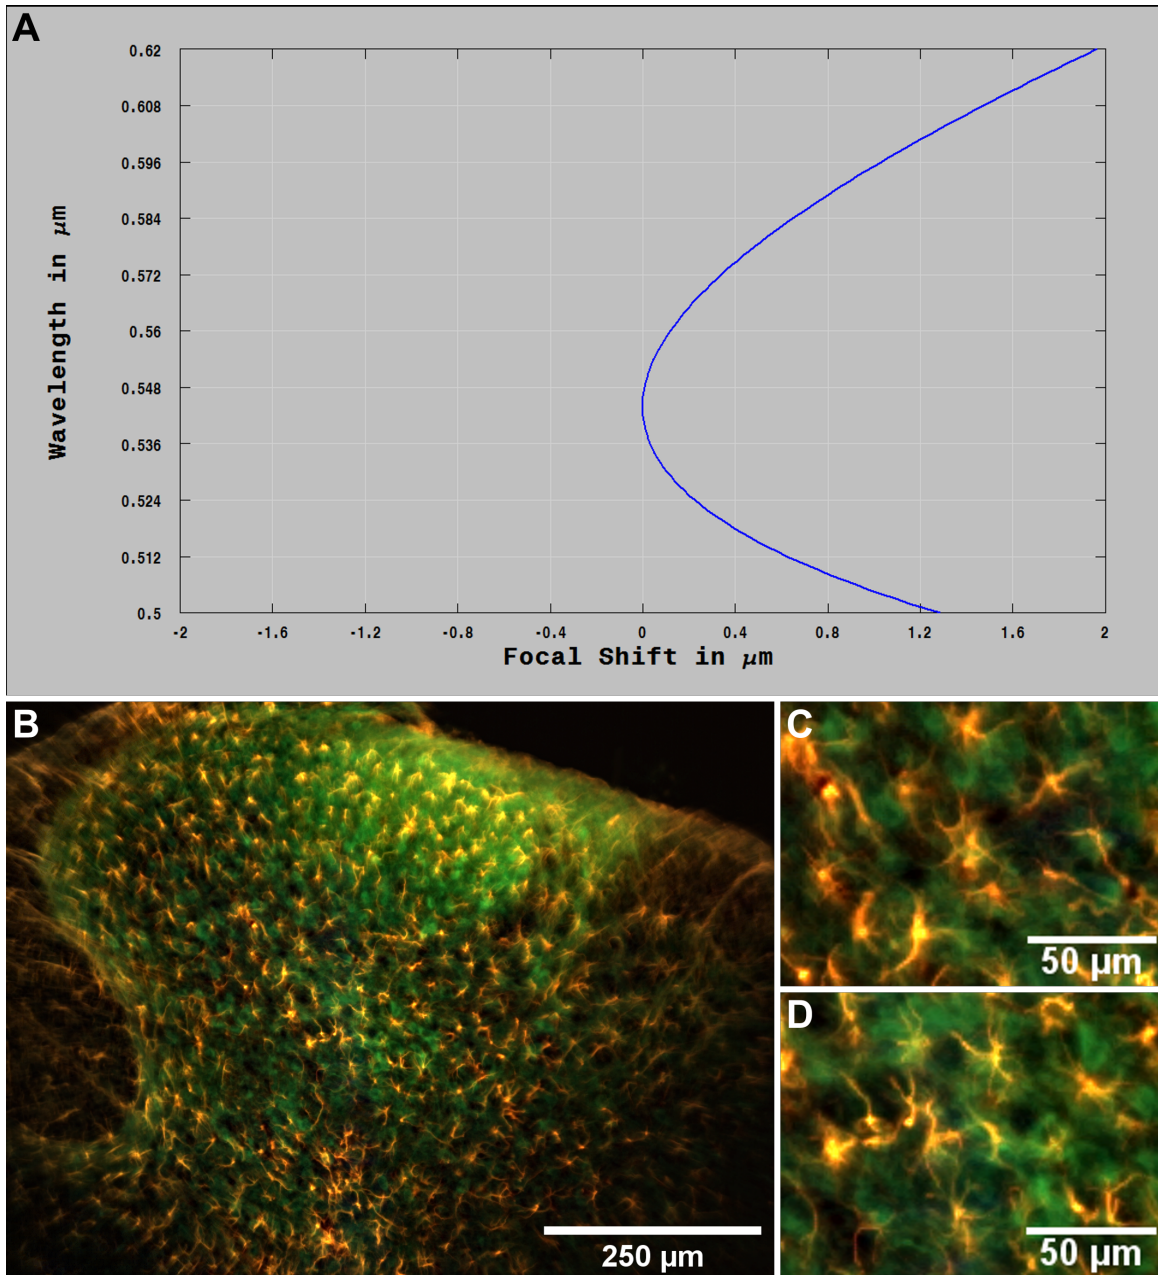 A
0.62
0.608
0.596
0.584
0.572
0.56
0.548
0.536
0.524
0.512
0.5
Wavelength in µm
-2 -1.6 -1.2 -0.8 -0.4 0 0.4 0.8 1.2 1.6 2
Focal Shift in µm
B
250 µm
C
50 µm
D
50 µm